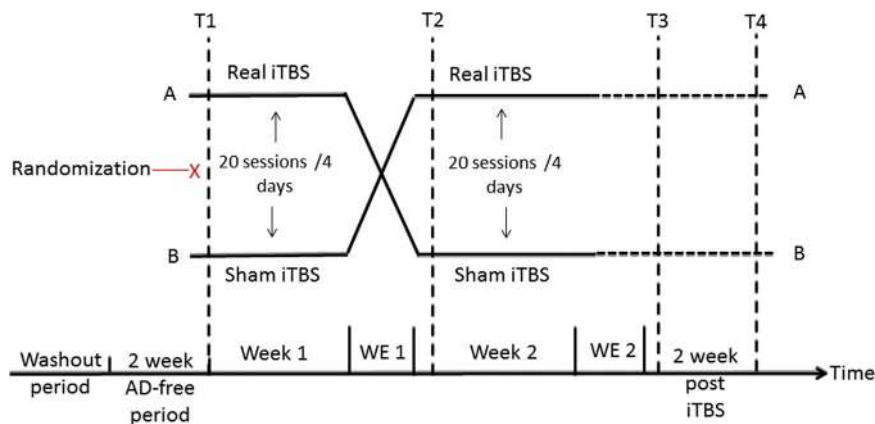 T1
T2
T3
T4
Real iTBS
Real iTBS
A
A
Randomization
X
20 sessions /4
days
20 sessions /4
days
B
B
Sham iTBS
Sham iTBS
Washout
period
2 week
AD-free
period
Week 1
WE 1
Week 2
WE 2
2 week
post
iTBS
Time